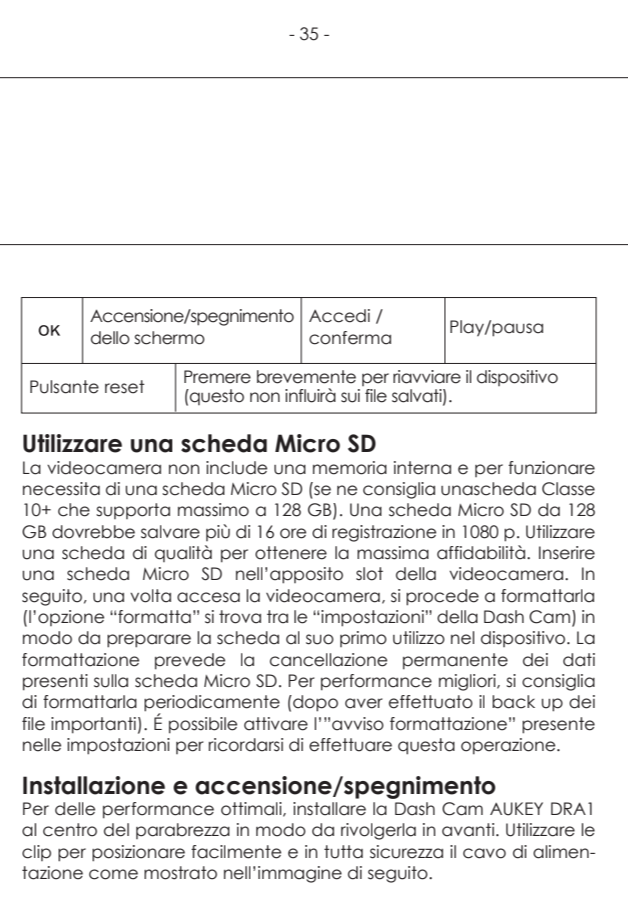 - 35 -
OK
Accensione/spegnimento
dello schermo
Accedi /
conferma
Play/pausa
Pulsante reset
Premere brevemente per riavviare il dispositivo
(questo non influirà sui file salvati).
Utilizzare una scheda Micro SD
La videocamera non include una memoria interna e per funzionare
necessita di una scheda Micro SD (se ne consiglia unascheda Classe
10+ che supporta massimo a 128 GB). Una scheda Micro SD da 128
GB dovrebbe salvare più di 16 ore di registrazione in 1080 p. Utilizzare
una scheda di qualità per ottenere la massima affidabilità. Inserire
una scheda Micro SD nell'apposito slot della videocamera. In
seguito, una volta accesa la videocamera, si procede a formattarla
(l'opzione “formatta” si trova tra le “impostazioni” della Dash Cam) in
modo da preparare la scheda al suo primo utilizzo nel dispositivo. La
formattazione prevede la cancellazione permanente dei dati
presenti sulla scheda Micro SD. Per performance migliori, si consiglia
di formattarla periodicamente (dopo aver effettuato il back up dei
file importanti). É possibile attivare l'"avviso formattazione" presente
nelle impostazioni per ricordarsi di effettuare questa operazione.
Installazione e accensione/spegnimento
Per delle performance ottimali, installare la Dash Cam AUKEY DRA1
al centro del parabrezza in modo da rivolgerla in avanti. Utilizzare le
clip per posizionare facilmente e in tutta sicurezza il cavo di alimen-
tazione come mostrato nell'immagine di seguito.